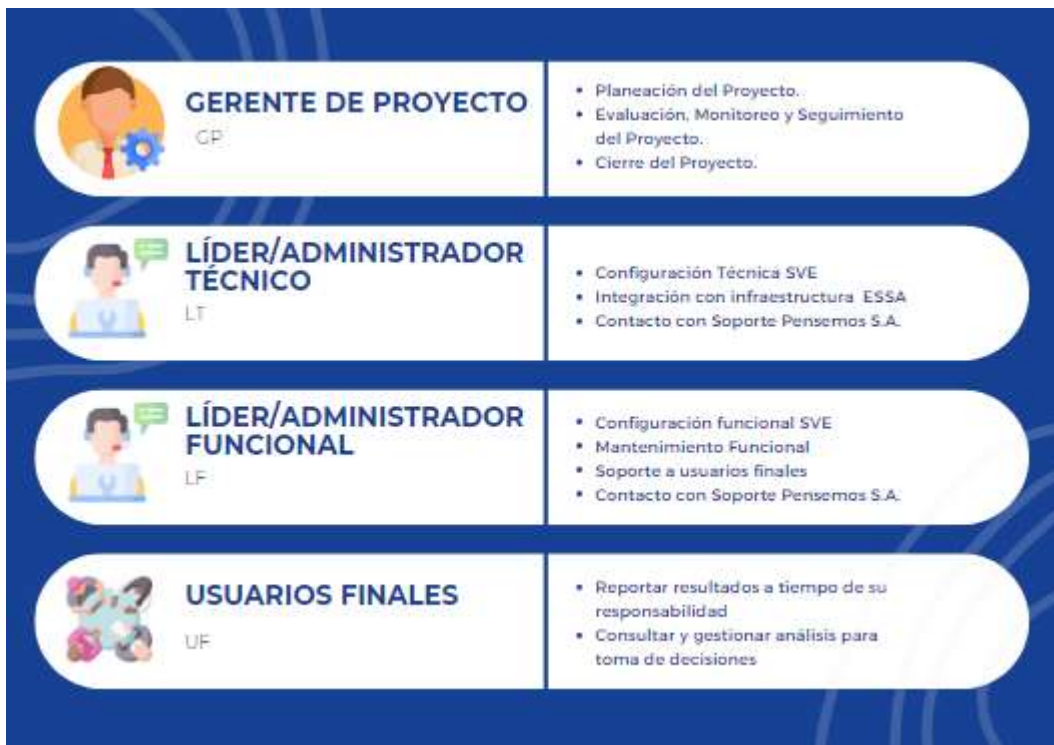 GERENTE DE PROYECTO
GP
• Planeación del Proyecto.
• Evaluación, Monitoreo y Seguimiento
del Proyecto.
• Cierre del Proyecto.
LÍDER/ADMINISTRADOR
TÉCNICO
LT
• Configuración Técnica SVE
• Integración con infraestructura ESSA
• Contacto con Soporte Pensemos S.A.
LÍDER/ADMINISTRADOR
FUNCIONAL
LF
• Configuración funcional SVE
• Mantenimiento Funcional
• Soporte a usuarios finales
• Contacto con Soporte Pensemos S.A.
USUARIOS FINALES
UF
• Reportar resultados a tiempo de su
responsabilidad
• Consultar y gestionar análisis para
toma de decisiones